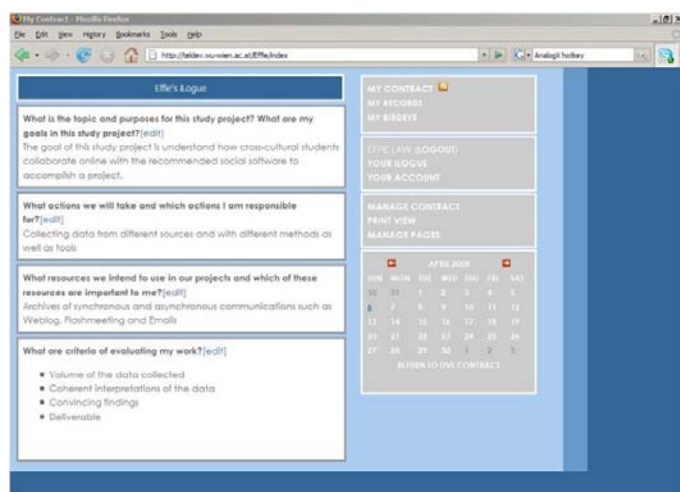 My Contract - Mozilla Firefox
File Edit View History Bookmarks Tools Help
http://teldev.wu-wien.ac.at/Effie/index
AnalogX hotkey
Effie's iLogue
What is the topic and purposes for this study project? What are my
goals in this study project?[edit]
The goal of this study project is understand how cross-cultural students
collaborate online with the recommended social software to
accomplish a project.
What actions we will take and which actions I am responsible
for?[edit]
Collecting data from different sources and with different methods as
well as tools
What resources we intend to use in our projects and which of these
resources are important to me?[edit]
Archives of synchronous and asynchronous communications such as
Weblog, Flashmeeting and Emails
What are criteria of evaluating my work?[edit]
Volume of the data collected
Coherent interpretations of the data
Convincing findings
Deliverable
MY CONTRACT
MY RECORDS
MY BIRDEYE
EFFIE LAW (LOGOUT)
YOUR ILOGUE
YOUR ACCOUNT
MANAGE CONTRACT
PRINT VIEW
MANAGE PAGES
APRIL 2008
SUN MON TUE WED THU FRI SAT
30 31 1 2 3 4 5
6 7 8 9 10 11 12
13 14 15 16 17 18 19
20 21 22 23 24 25 26
27 28 29 30 1 2 3
RETURN TO LIVE CONTRACT